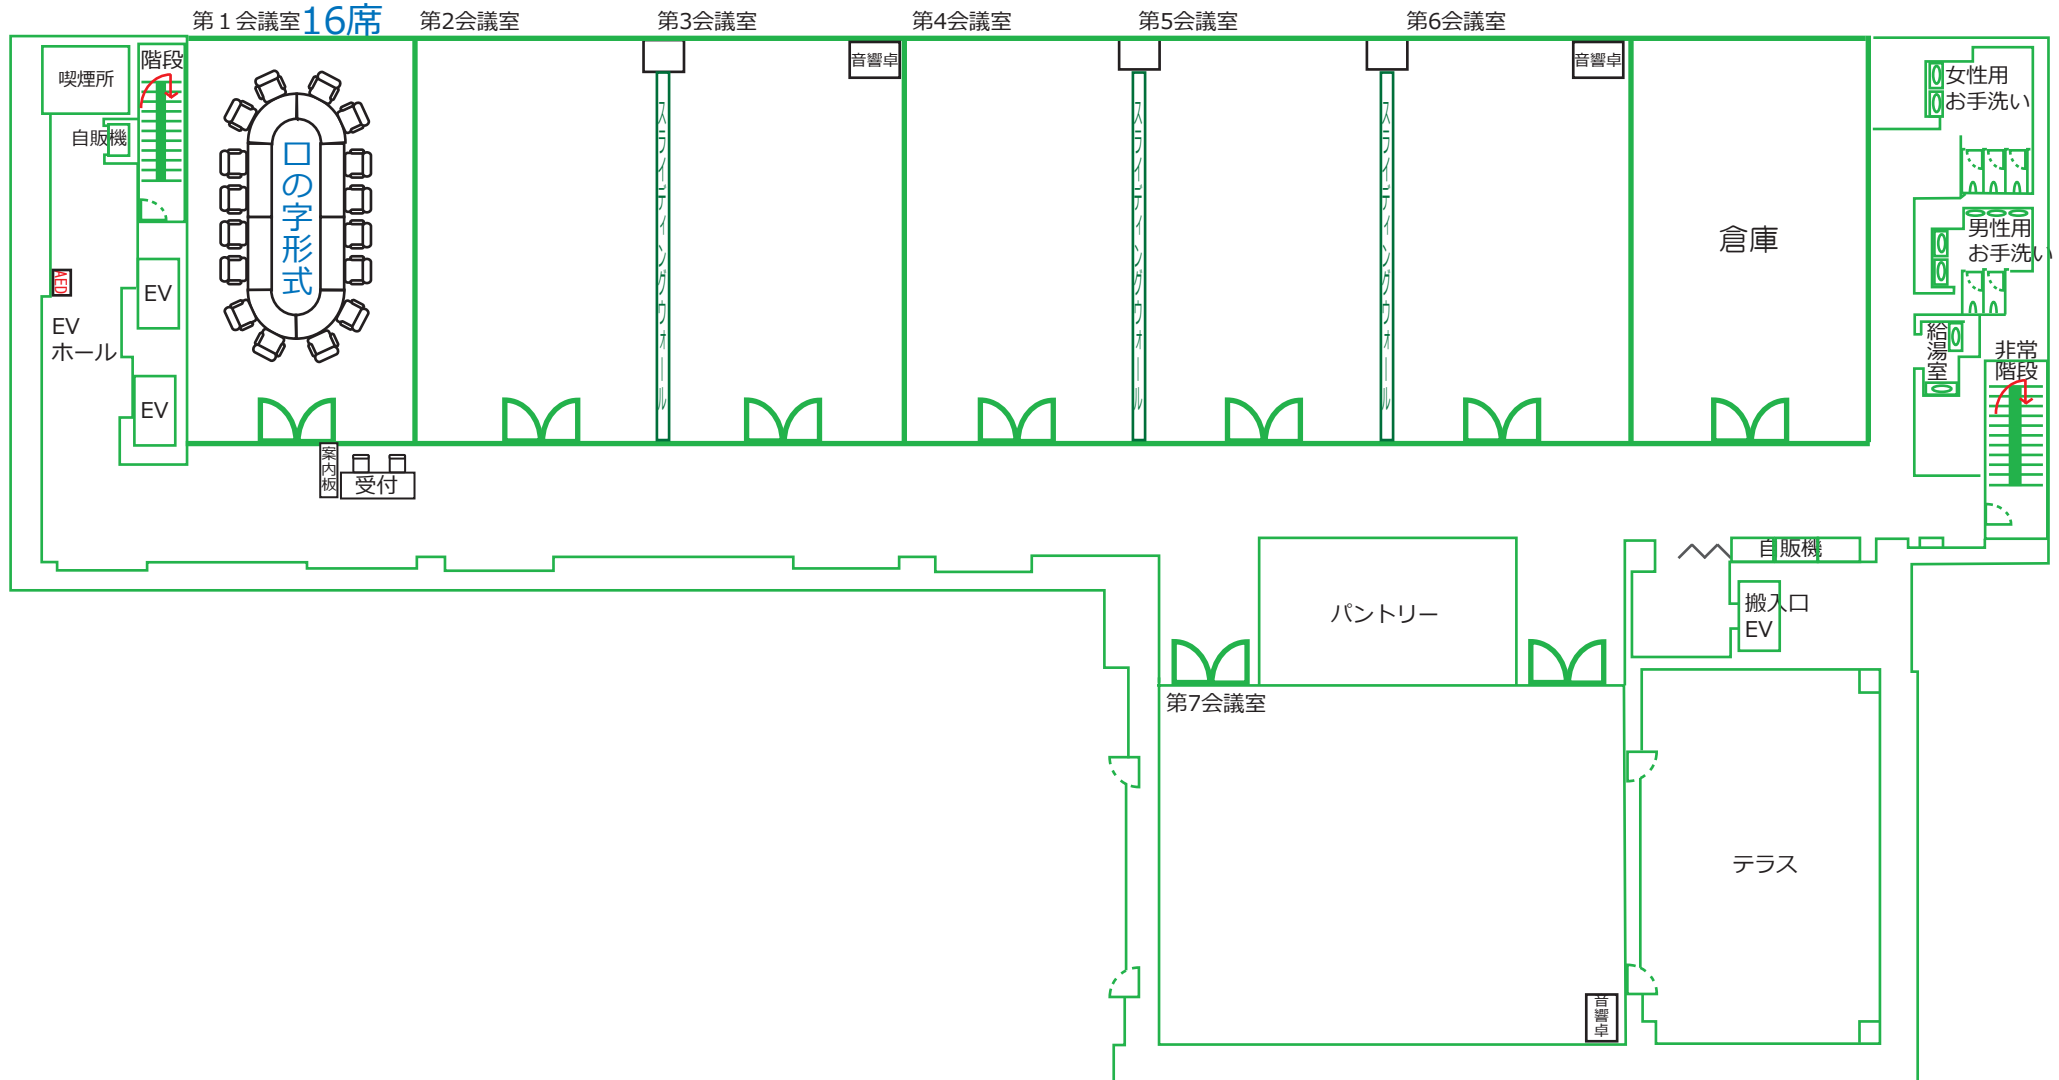 第１会議室16席
第2会議室
第3会議室
第4会議室
第5会議室
第6会議室
喫煙所
階段
自販機
口の字形式
音響卓
音響卓
スライディングウォール
スライディングウォール
スライディングウォール
倉庫
女性用
お手洗い
男性用
お手洗い
給湯室
非常
階段
AED
EV
EV
ホール
EV
案内板
受付
自販機
搬入口
EV
パントリー
第7会議室
テラス
音響卓